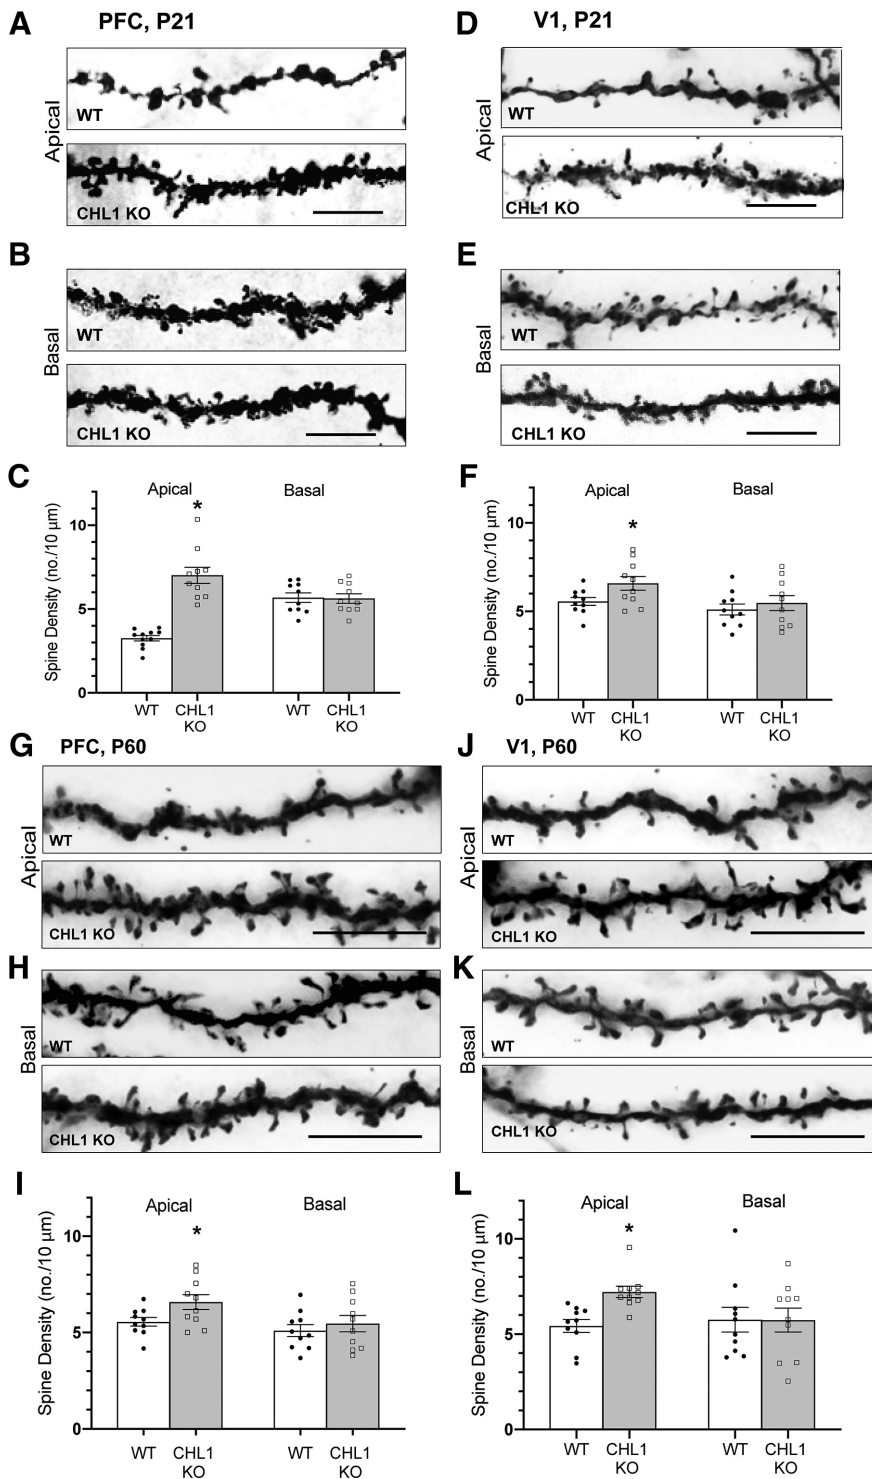 A PFC, P21
Apical
WT
CHL1 KO
B
Basal
WT
CHL1 KO
C
Apical Basal
*
Spine Density (no./10 µm)
10
5
0
WT CHL1 KO WT CHL1 KO
D V1, P21
Apical
WT
CHL1 KO
E
Basal
WT
CHL1 KO
F
Apical Basal
*
Spine Density (no./10 µm)
10
5
0
WT CHL1 KO WT CHL1 KO
G PFC, P60
Apical
WT
CHL1 KO
H
Basal
WT
CHL1 KO
I
Apical Basal
*
Spine Density (no./10 µm)
10
5
0
WT CHL1 KO WT CHL1 KO
J V1, P60
Apical
WT
CHL1 KO
K
Basal
WT
CHL1 KO
L
Apical Basal
*
Spine Density (no./10 µm)
10
5
0
WT CHL1 KO WT CHL1 KO